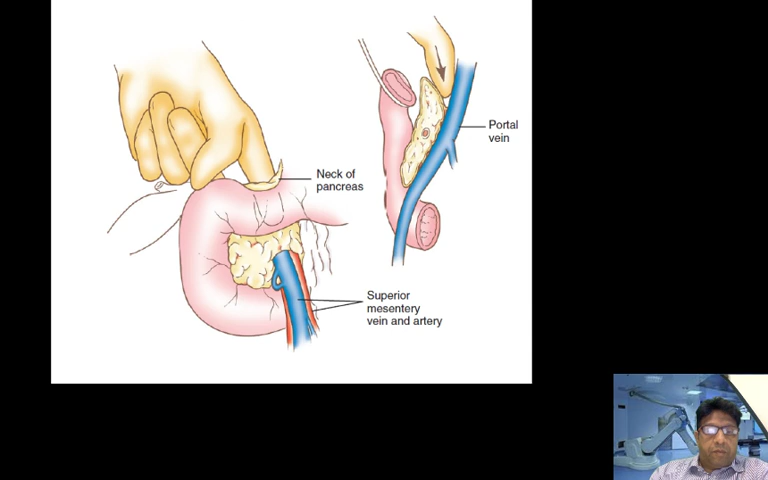 Neck of
pancreas
Portal
vein
Superior
mesentery
vein and artery